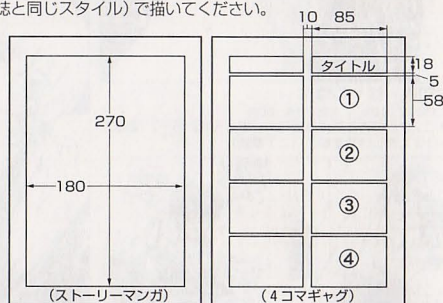 誌と同じスタイル)で描いてください。
10 85
タイトル
18
5
58
①
②
③
④
270
180
(ストーリーマンガ)
(4コマギャグ)